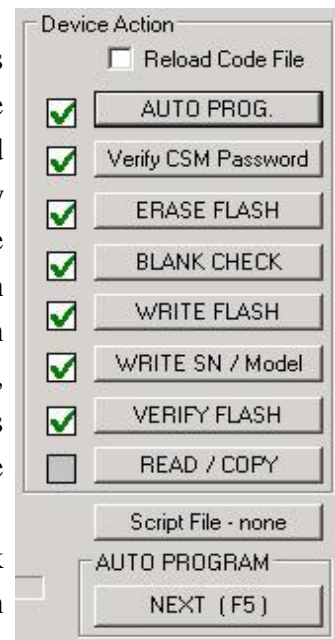 Device Action
Reload Code File
AUTO PROG.
Verify CSM Password
ERASE FLASH
BLANK CHECK
WRITE FLASH
WRITE SN / Model
VERIFY FLASH
READ / COPY
Script File - none
AUTO PROGRAM
NEXT ( F5 )